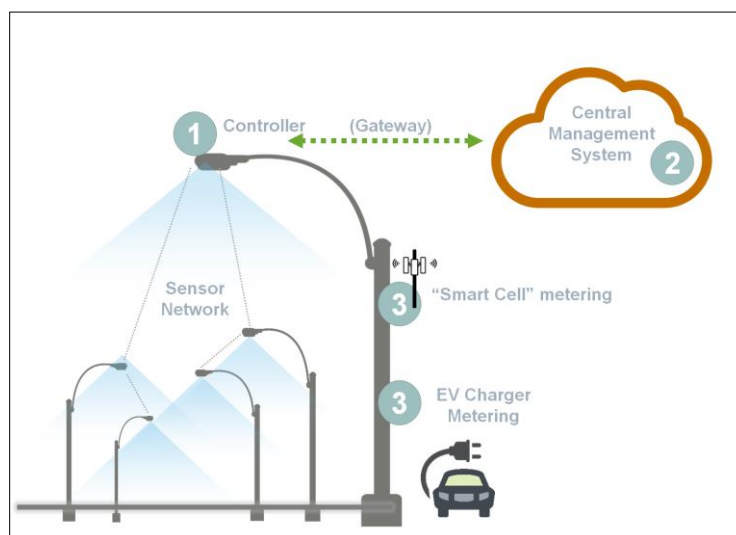 1 Controller (Gateway)
Central
Management
System 2
Sensor
Network
3 “Smart Cell” metering
3 EV Charger
Metering